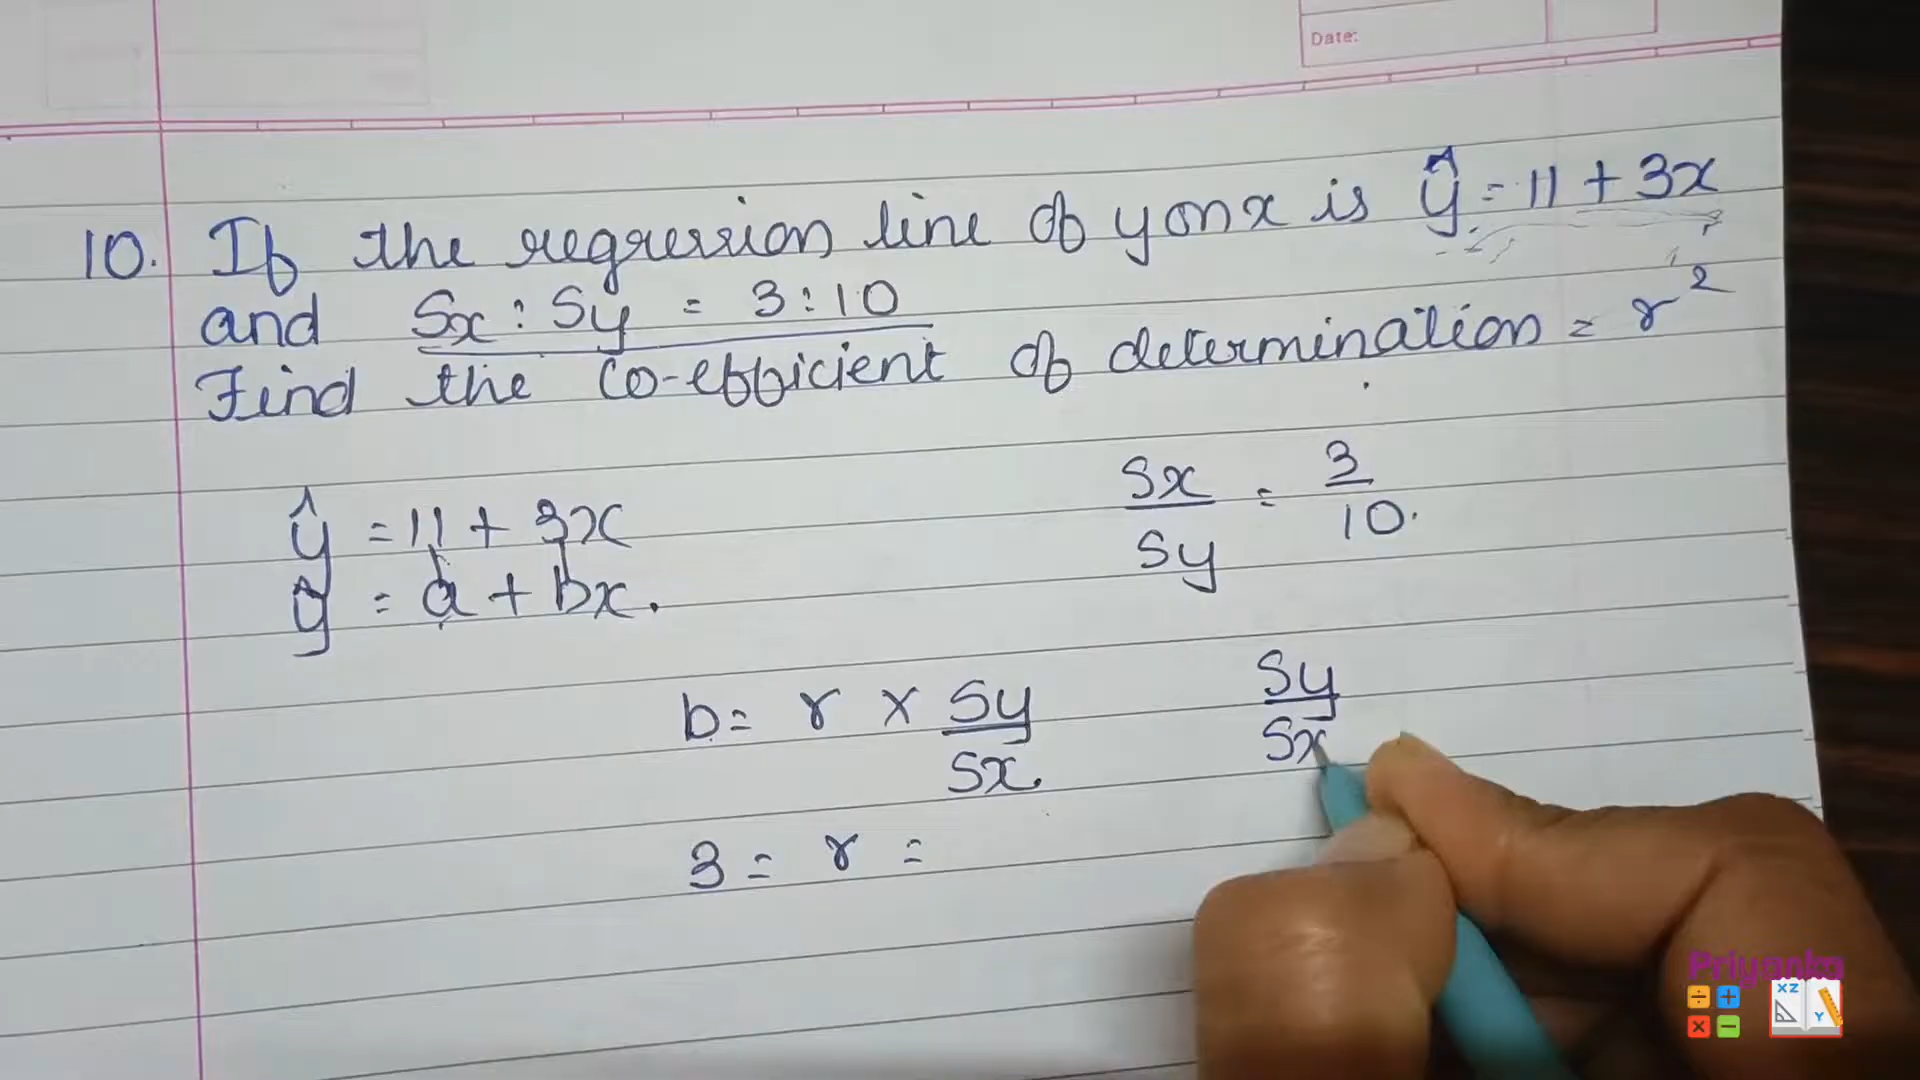 Date:
10. If the regression line of y on x is ŷ = 11 + 3x
and Sx : Sy = 3 : 10
Find the co-efficient of determination = r²
ŷ = 11 + 3x
ŷ = a + bx.
Sx/Sy = 3/10.
b = r × Sy/Sx.
Sy/Sx
3 = r =
Priyanka
÷ + XZ
× − Y